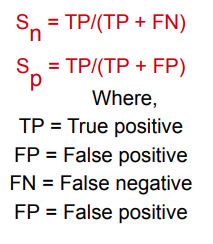 Sn = TP/(TP + FN)
Sp = TP/(TP + FP)
Where,
TP = True positive
FP = False positive
FN = False negative
FP = False positive